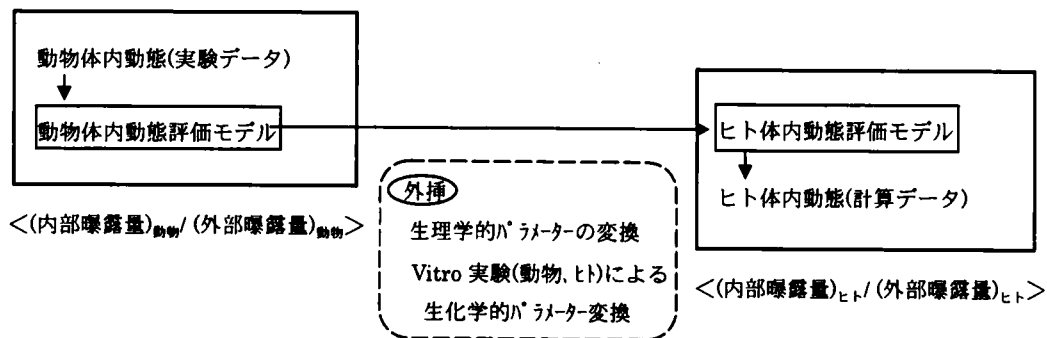 動物体内動態(実験データ)
動物体内動態評価モデル
<(内部曝露量)動物/ (外部曝露量)動物>
外挿
生理学的パラメーターの変換
Vitro 実験(動物, ヒト)による
生化学的パラメーター変換
ヒト体内動態評価モデル
ヒト体内動態(計算データ)
<(内部曝露量)ヒト/ (外部曝露量)ヒト>